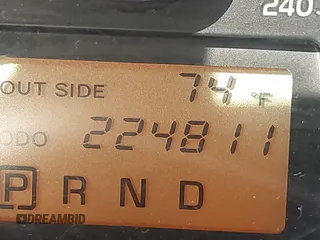 240
OUT SIDE 74 °F
ODO 224811
P R N D
DREAMBID